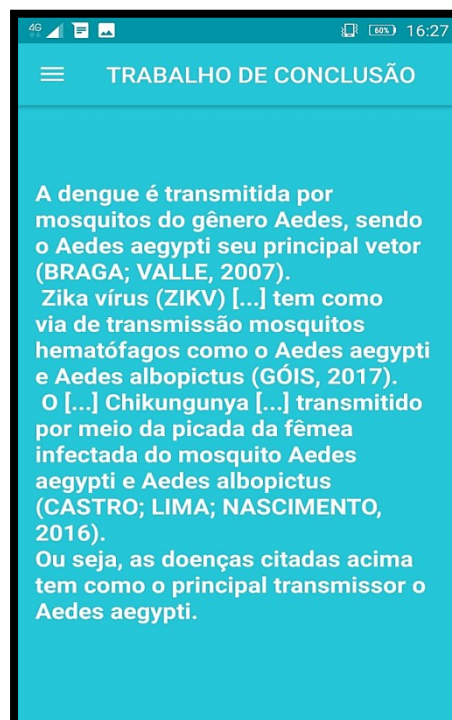 4G 60% 16:27
TRABALHO DE CONCLUSÃO
A dengue é transmitida por
mosquitos do gênero Aedes, sendo
o Aedes aegypti seu principal vetor
(BRAGA; VALLE, 2007).
Zika vírus (ZIKV) [...] tem como
via de transmissão mosquitos
hematófagos como o Aedes aegypti
e Aedes albopictus (GÓIS, 2017).
O [...] Chikungunya [...] transmitido
por meio da picada da fêmea
infectada do mosquito Aedes
aegypti e Aedes albopictus
(CASTRO; LIMA; NASCIMENTO,
2016).
Ou seja, as doenças citadas acima
tem como o principal transmissor o
Aedes aegypti.